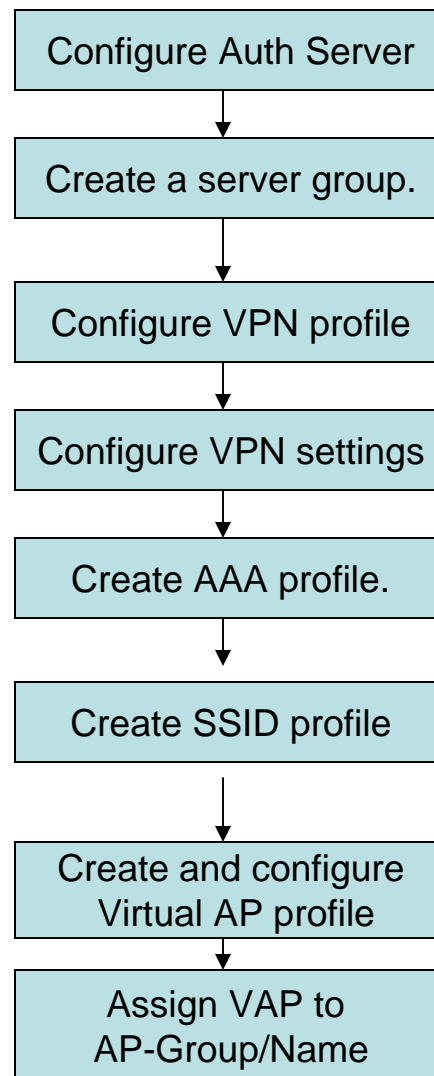 Configure Auth Server
Create a server group.
Configure VPN profile
Configure VPN settings
Create AAA profile.
Create SSID profile
Create and configure
Virtual AP profile
Assign VAP to
AP-Group/Name